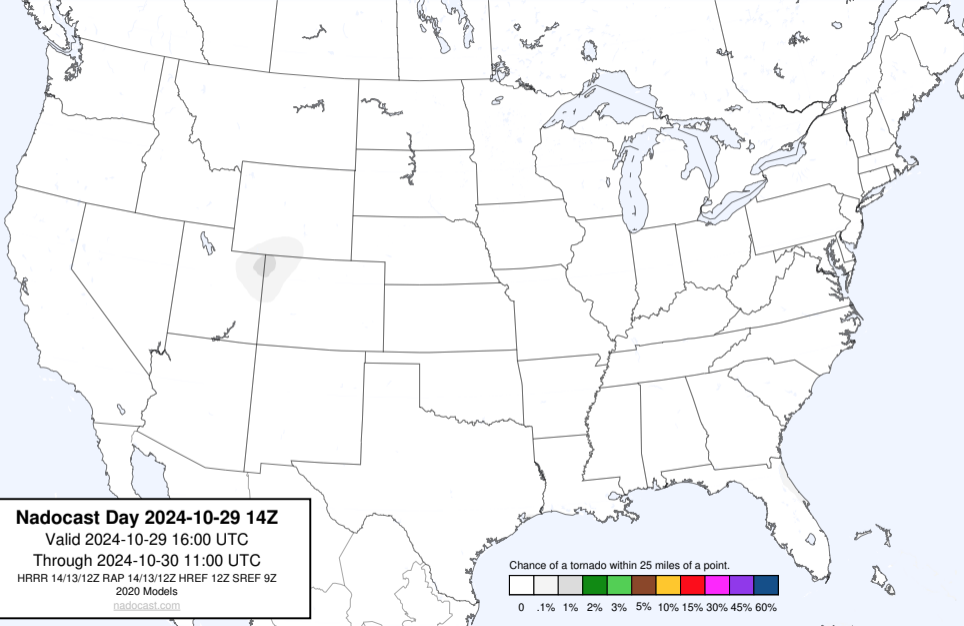 Nadocast Day 2024-10-29 14Z
Valid 2024-10-29 16:00 UTC
Through 2024-10-30 11:00 UTC
HRRR 14/13/12Z RAP 14/13/12Z HREF 12Z SREF 9Z
2020 Models
nadocast.com
Chance of a tornado within 25 miles of a point.
0 .1% 1% 2% 3% 5% 10% 15% 30% 45% 60%